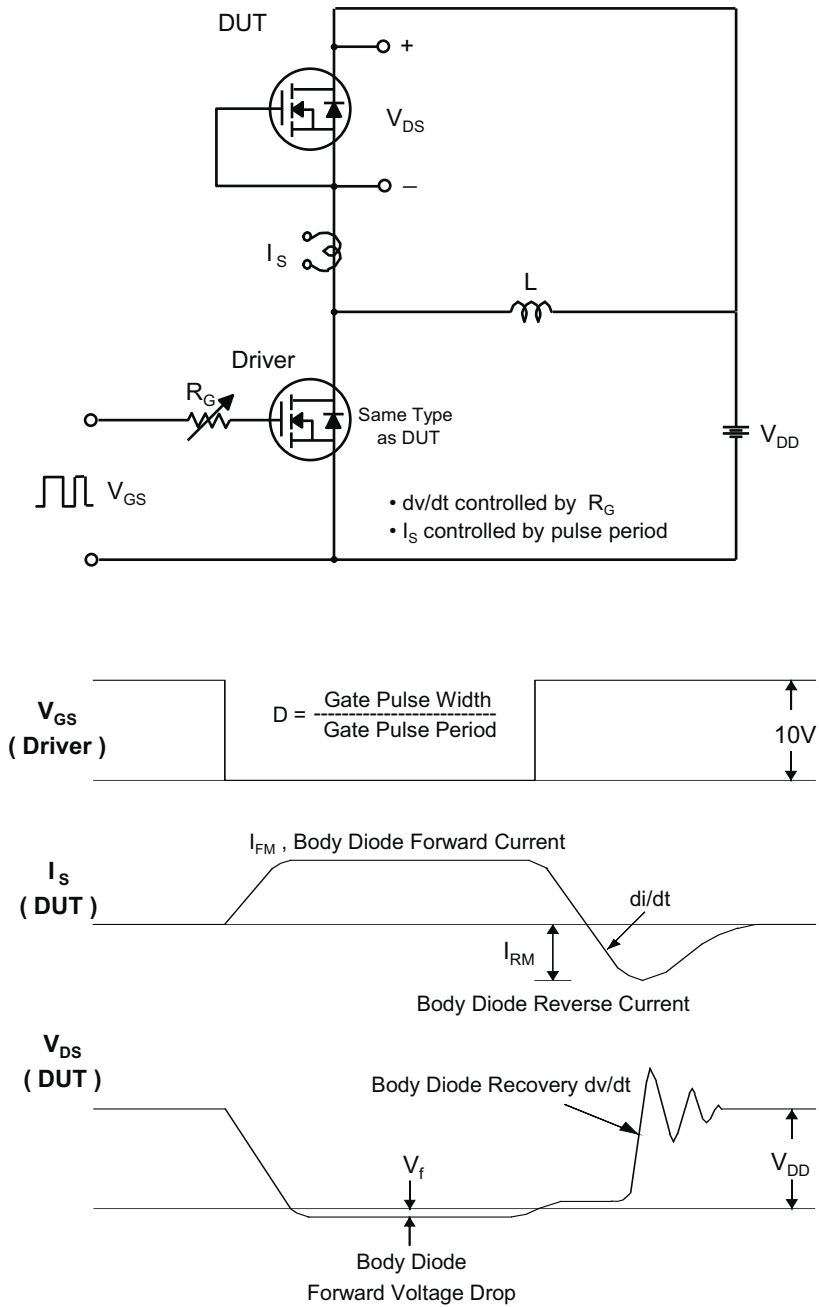 DUT
+
V_DS
–
I_S
L
Driver
R_G
Same Type
as DUT
V_DD
V_GS
• dv/dt controlled by R_G
• I_S controlled by pulse period
V_GS
( Driver )
D = Gate Pulse Width
--------------------------
Gate Pulse Period
10V
I_FM , Body Diode Forward Current
I_S
( DUT )
di/dt
I_RM
Body Diode Reverse Current
V_DS
( DUT )
Body Diode Recovery dv/dt
V_f
V_DD
Body Diode
Forward Voltage Drop